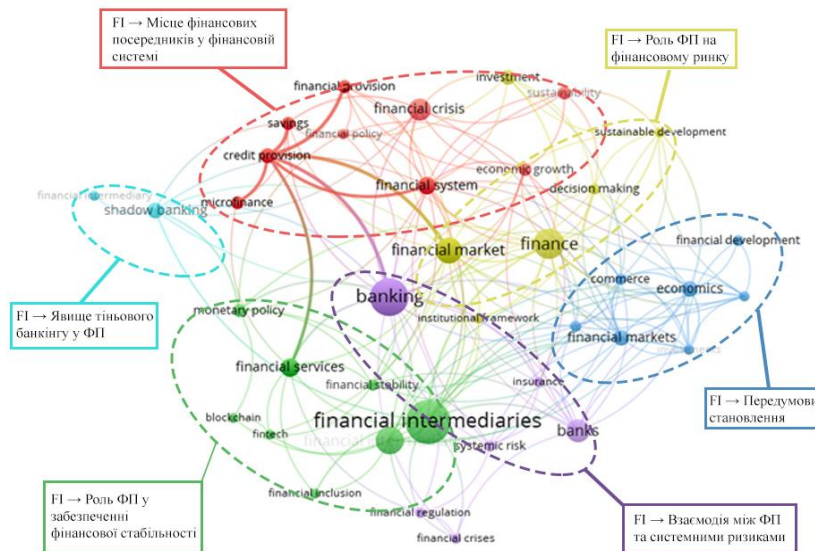 FI → Місце фінансових
посередників у фінансовій
системі
FI → Роль ФП на
фінансовому ринку
financial provision
investment
sustainability
savings
financial crisis
financial policy
sustainable development
credit provision
economic growth
financial system
decision making
microfinance
financial intermediary
shadow banking
financial market
finance
financial development
commerce
economics
banking
FI → Явище тіньового
банкінгу у ФП
monetary policy
institutional framework
financial markets
financial services
financial stability
insurance
FI → Передумови
становлення
blockchain
financial intermediaries
fintech
banks
systemic risk
FI → Роль ФП у
забезпеченні
фінансової стабільності
financial inclusion
financial regulation
financial crises
FI → Взаємодія між ФП
та системними ризиками